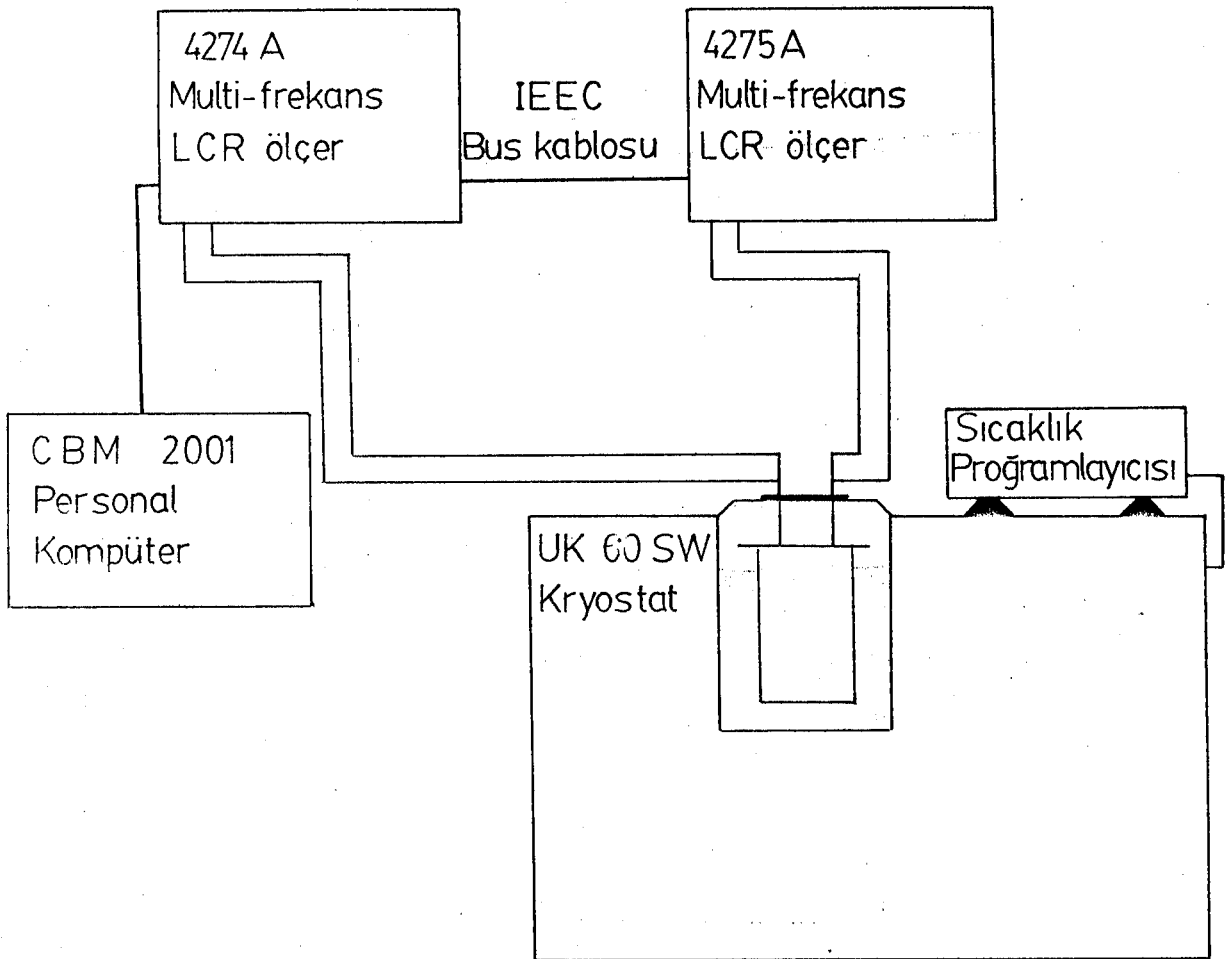 4274 A
Multi-frekans
LCR ölçer
IEEC
Bus kablosu
4275A
Multi-frekans
LCR ölçer
CBM 2001
Personal
Kompüter
Sıcaklık
Proğramlayıcısı
UK 60 SW
Kryostat